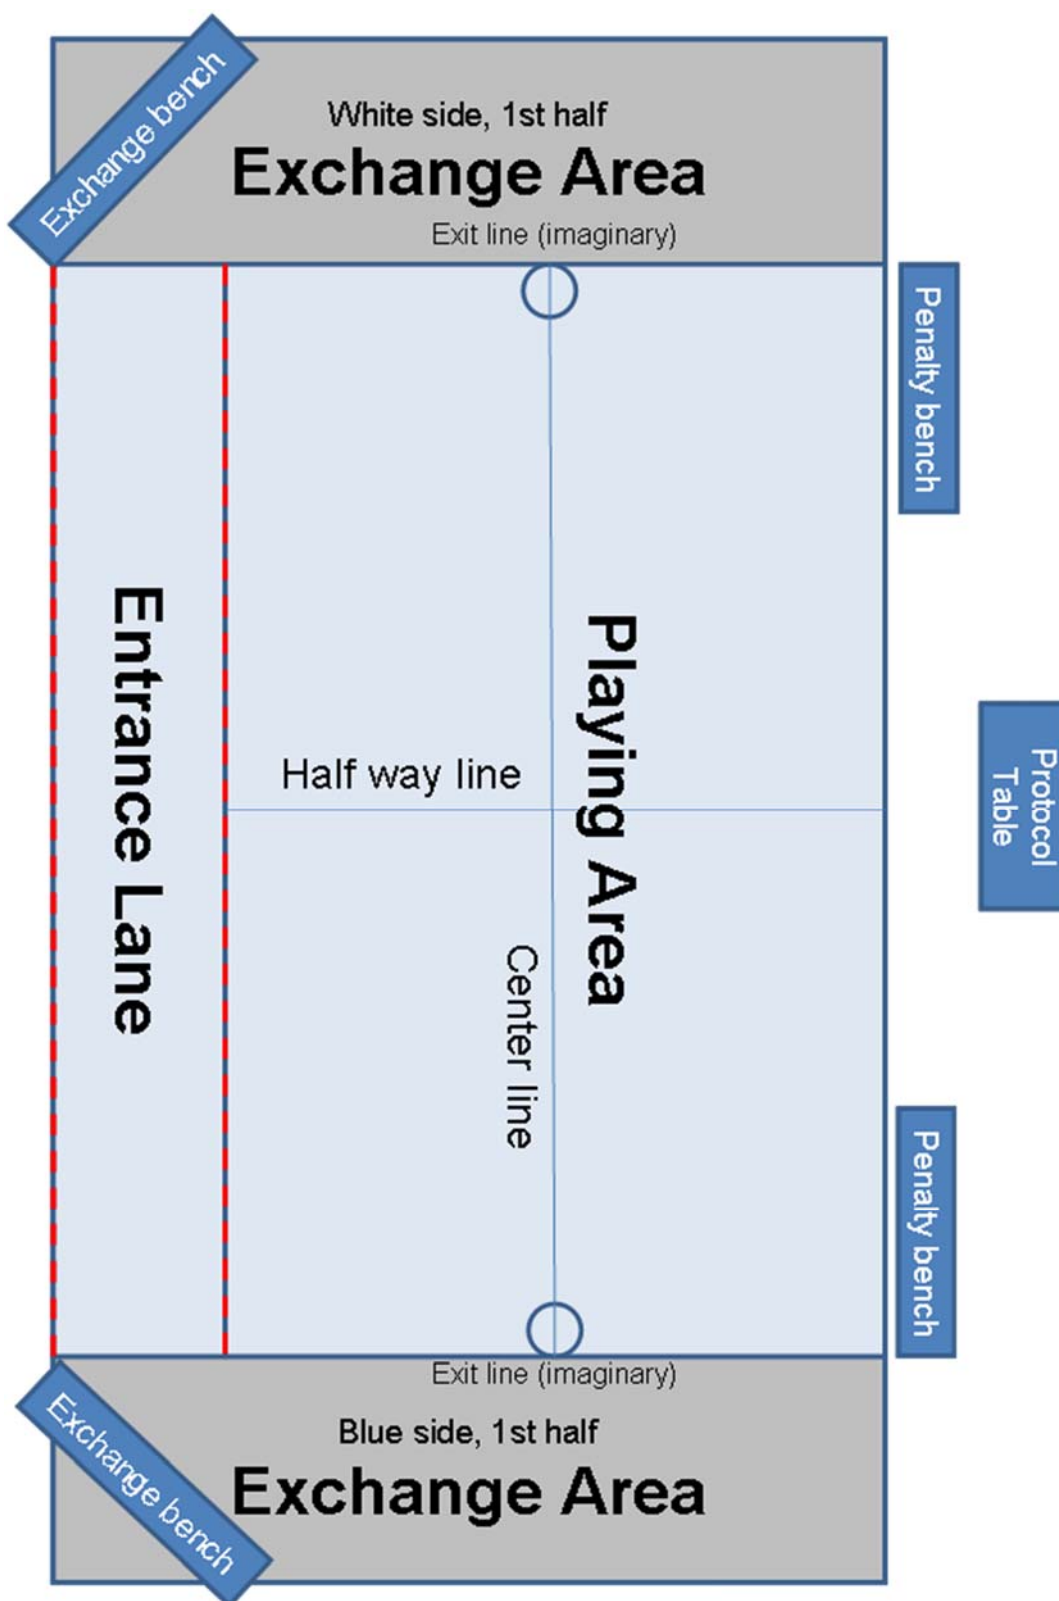 Exchange bench
White side, 1st half
Exchange Area
Exit line (imaginary)
Penalty bench
Entrance Lane
Playing Area
Half way line
Protocol
Table
Center line
Penalty bench
Exit line (imaginary)
Blue side, 1st half
Exchange Area
Exchange bench